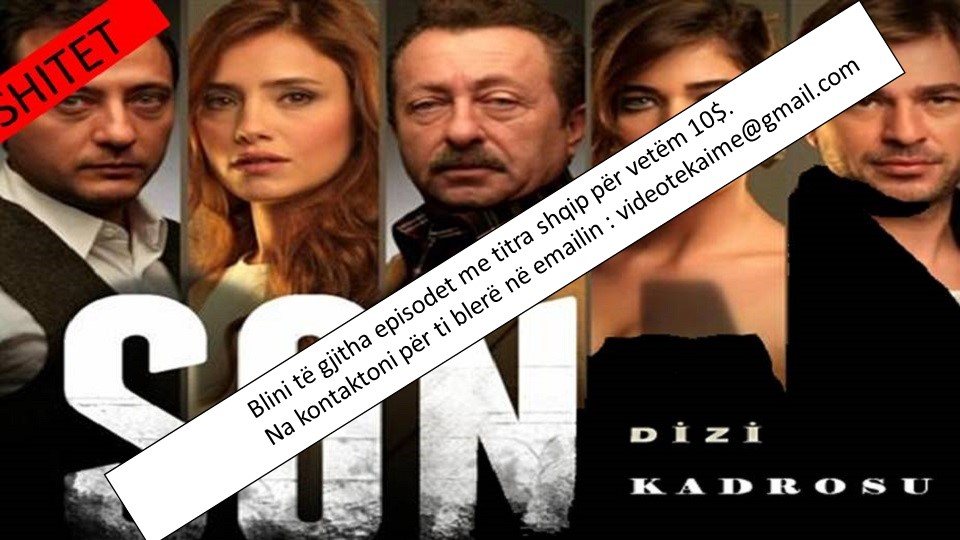 SHITET
Blini të gjitha episodet me titra shqip për vetëm 10$.
Na kontaktoni për ti blerë në emailin : videotekaime@gmail.com
SON
DİZİ
KADROSU